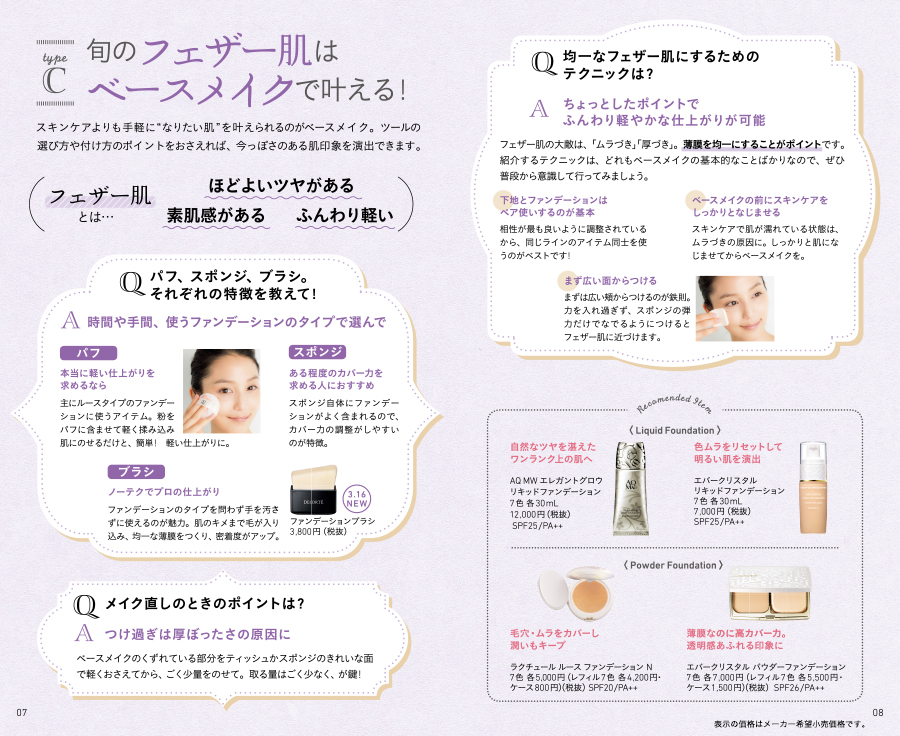 type
C
旬のフェザー肌は
ベースメイクで叶える!
スキンケアよりも手軽に“なりたい肌”を叶えられるのがベースメイク。ツールの
選び方や付け方のポイントをおさえれば、今っぽさのある肌印象を演出できます。
フェザー肌
とは…
ほどよいツヤがある
素肌感がある ふんわり軽い
Q パフ、スポンジ、ブラシ。
それぞれの特徴を教えて!
A 時間や手間、使うファンデーションのタイプで選んで
パフ
本当に軽い仕上がりを
求めるなら
主にルースタイプのファンデー
ションに使うアイテム。粉を
パフに含ませて軽く揉み込み
肌にのせるだけと、簡単! 軽い仕上がりに。
スポンジ
ある程度のカバー力を
求める人におすすめ
スポンジ自体にファンデー
ションがよく含まれるので、
カバー力の調整がしやすい
のが特徴。
ブラシ
ノーテクでプロの仕上がり
ファンデーションのタイプを問わず手を汚さ
ずに使えるのが魅力。肌のキメまで毛が入り
込み、均一な薄膜をつくり、密着度がアップ。
DECORTÉ
3.16
NEW
ファンデーションブラシ
3,800円(税抜)
Q メイク直しのときのポイントは?
A つけ過ぎは厚ぼったさの原因に
ベースメイクのくずれている部分をティッシュかスポンジのきれいな面
で軽くおさえてから、ごく少量をのせて。取る量はごく少なく、が鍵!
07
Q 均一なフェザー肌にするための
テクニックは?
A ちょっとしたポイントで
ふんわり軽やかな仕上がりが可能
フェザー肌の大敵は、「ムラづき」「厚づき」。薄膜を均一にすることがポイントです。
紹介するテクニックは、どれもベースメイクの基本的なことばかりなので、ぜひ
普段から意識して行ってみましょう。
下地とファンデーションは
ペア使いするのが基本
相性が最も良いように調整されている
から、同じラインのアイテム同士を使
うのがベストです!
ベースメイクの前にスキンケアを
しっかりとなじませる
スキンケアで肌が濡れている状態は、
ムラづきの原因に。しっかりと肌にな
じませてからベースメイクを。
まず広い面からつける
まずは広い頬からつけるのが鉄則。
力を入れ過ぎず、スポンジの弾
力だけでなでるようにつけると
フェザー肌に近づけます。
Recomended Item
〈 Liquid Foundation 〉
自然なツヤを湛えた
ワンランク上の肌へ
AQ MW エレガントグロウ
リキッドファンデーション
7色 各30mL
12,000円(税抜)
SPF25/PA++
AQ
MW
色ムラをリセットして
明るい肌を演出
エバークリスタル
リキッドファンデーション
7色 各30mL
7,000円(税抜)
SPF25/PA++
〈 Powder Foundation 〉
毛穴・ムラをカバーし
潤いもキープ
ラクチュール ルース ファンデーション N
7色 各5,000円(レフィル7色 各4,200円・
ケース800円)(税抜) SPF20/PA++
薄膜なのに高カバー力。
透明感あふれる印象に
エバークリスタル パウダーファンデーション
7色 各7,000円(レフィル7色 各5,500円・
ケース1,500円)(税抜) SPF26/PA++
08
表示の価格はメーカー希望小売価格です。